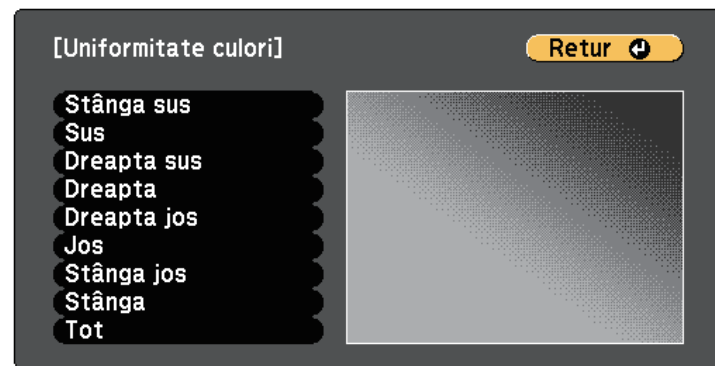 [Uniformitate culori]
Retur
Stânga sus
Sus
Dreapta sus
Dreapta
Dreapta jos
Jos
Stânga jos
Stânga
Tot